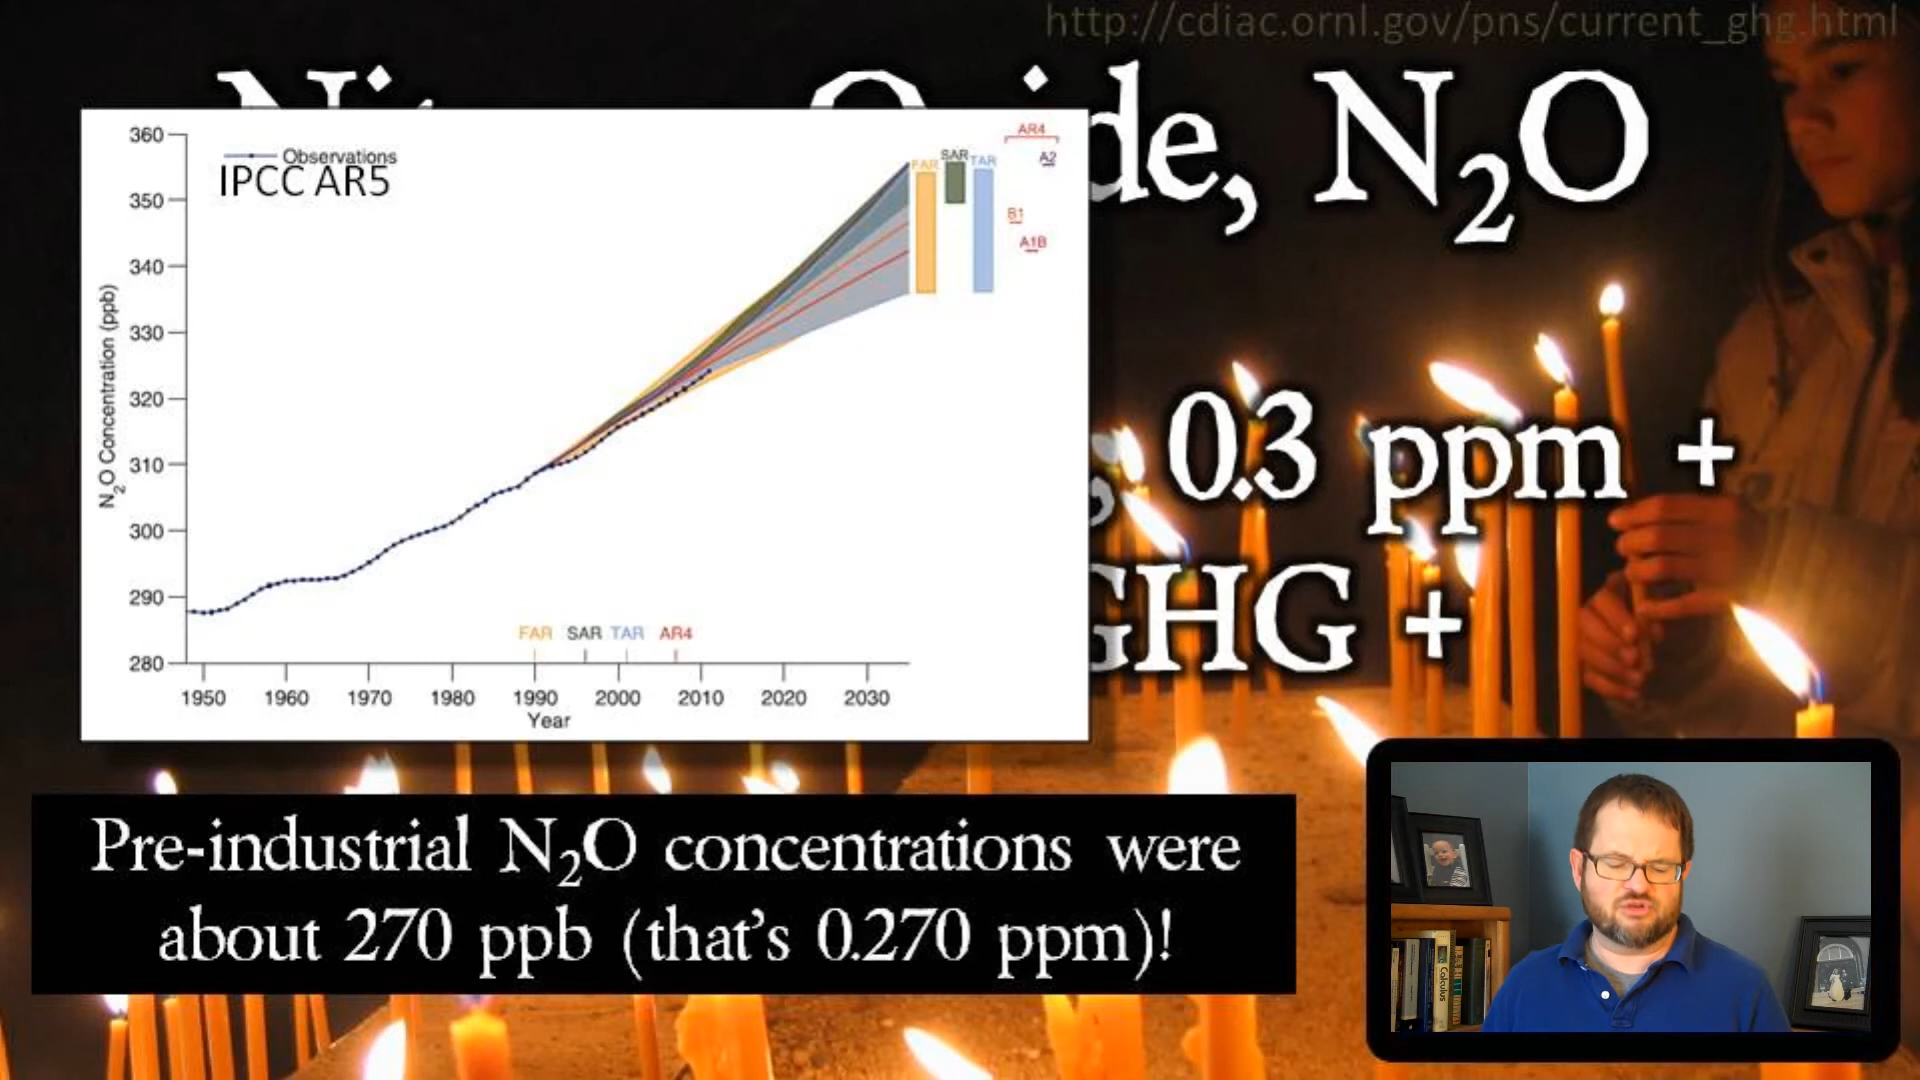 http://cdiac.ornl.gov/pns/current_ghg.html
de, N2O
, 0.3 ppm +
GHG +
Observations
IPCC AR5
N2O Concentration (ppb)
360
350
340
330
320
310
300
290
280
FAR
SAR
TAR
AR4
A2
B1
A1B
FAR SAR TAR AR4
1950 1960 1970 1980 1990 2000 2010 2020 2030
Year
Pre-industrial N2O concentrations were
about 270 ppb (that's 0.270 ppm)!
Calculus